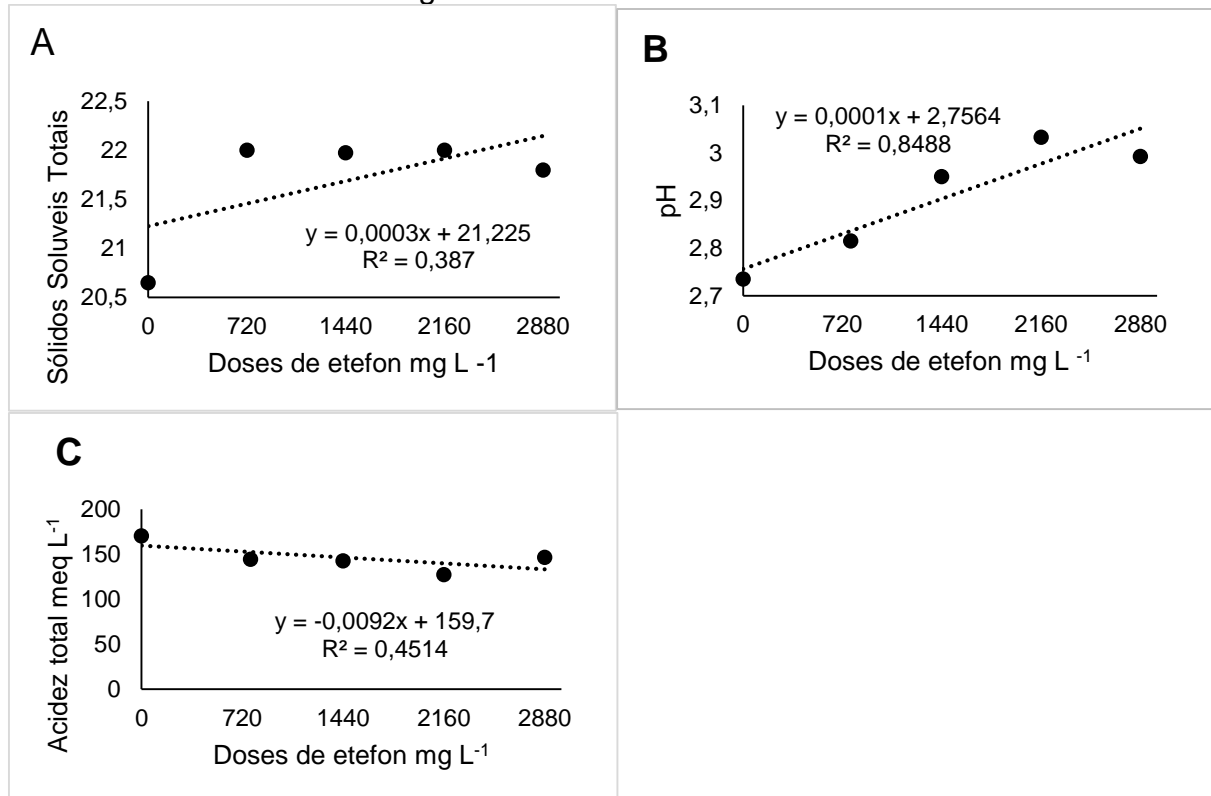 A
Sólidos Soluveis Totais
22,5
22
21,5
21
20,5
y = 0,0003x + 21,225
R² = 0,387
0 720 1440 2160 2880
Doses de etefon mg L -1
B
pH
3,1
3
2,9
2,8
2,7
y = 0,0001x + 2,7564
R² = 0,8488
0 720 1440 2160 2880
Doses de etefon mg L ⁻¹
C
Acidez total meq L⁻¹
200
150
100
50
0
y = -0,0092x + 159,7
R² = 0,4514
0 720 1440 2160 2880
Doses de etefon mg L⁻¹